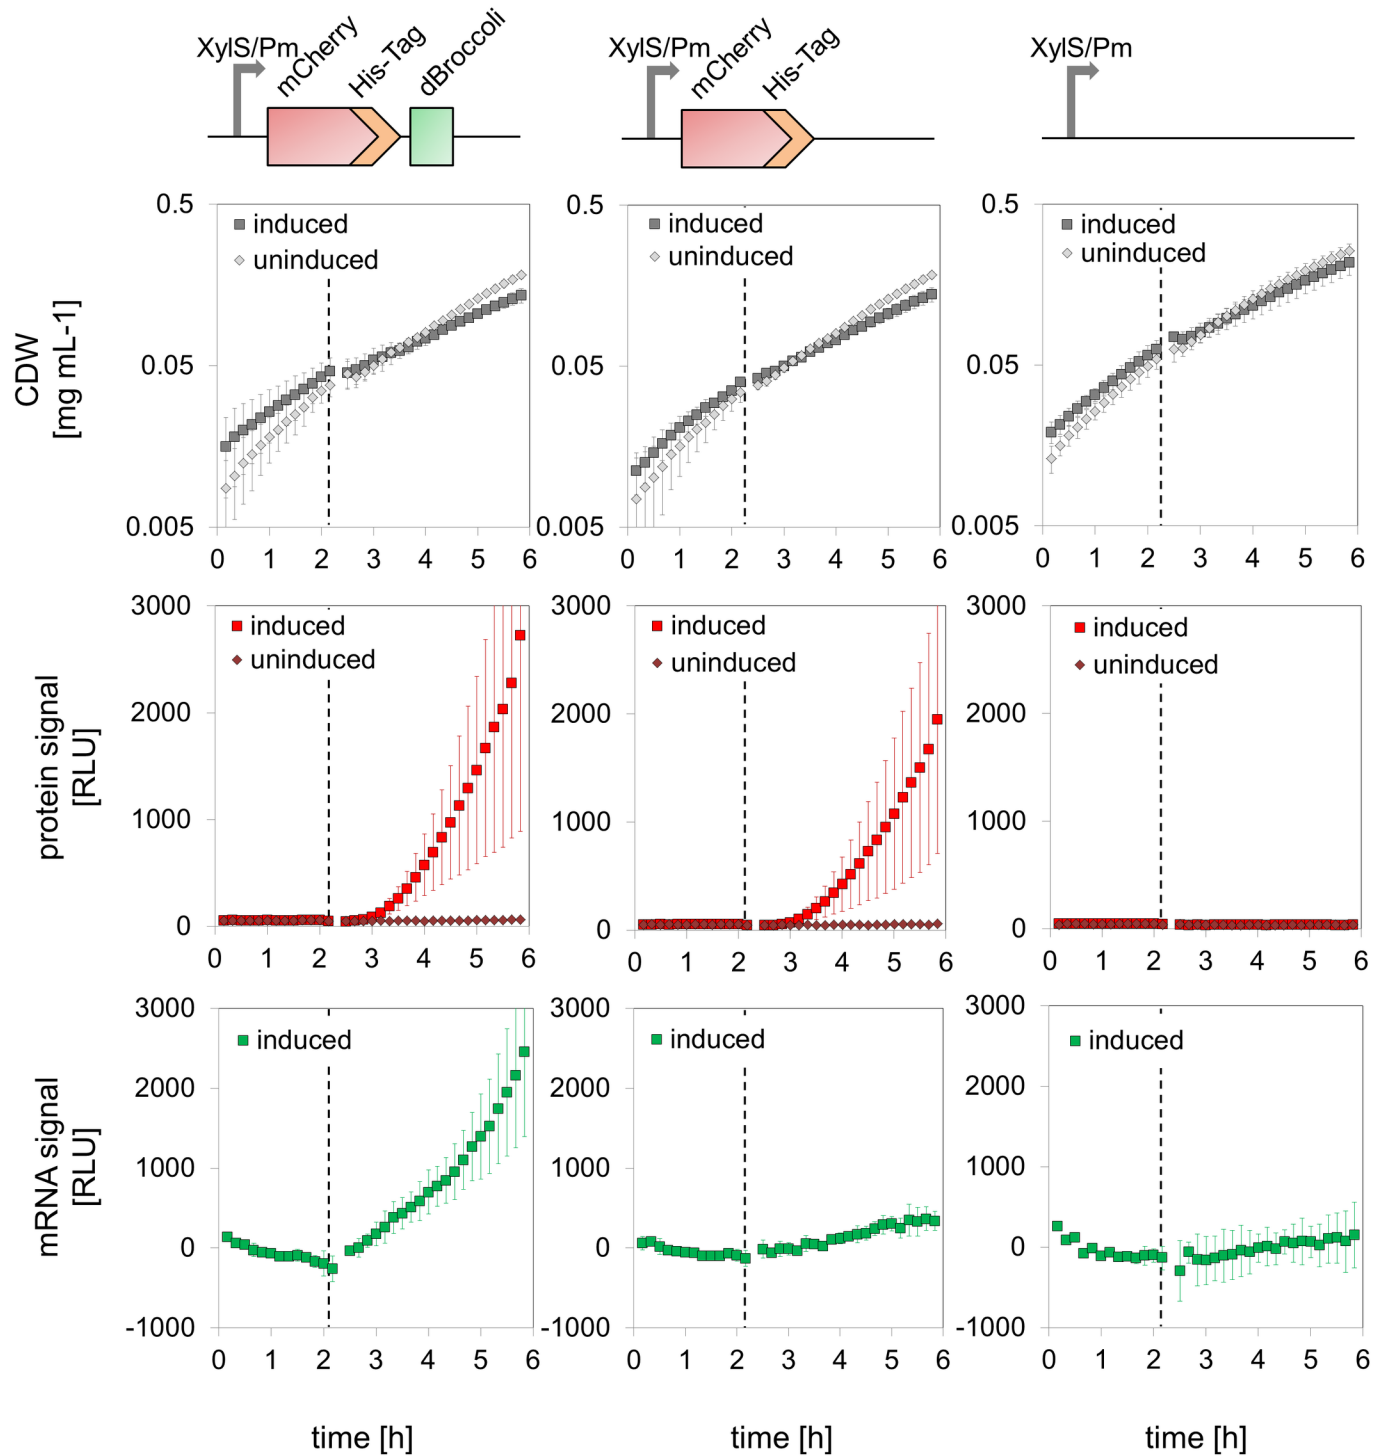 XylS/Pm
mCherry
His-Tag
dBroccoli
XylS/Pm
mCherry
His-Tag
XylS/Pm
CDW
[mg mL-1]
0.5
0.05
0.005
induced
uninduced
0 1 2 3 4 5 6
0.5
0.05
0.005
induced
uninduced
0 1 2 3 4 5 6
0.5
0.05
0.005
induced
uninduced
0 1 2 3 4 5 6
protein signal
[RLU]
3000
2000
1000
0
induced
uninduced
0 1 2 3 4 5 6
3000
2000
1000
0
induced
uninduced
0 1 2 3 4 5 6
3000
2000
1000
0
induced
uninduced
0 1 2 3 4 5 6
mRNA signal
[RLU]
3000
2000
1000
0
-1000
induced
0 1 2 3 4 5 6
3000
2000
1000
0
-1000
induced
0 1 2 3 4 5 6
3000
2000
1000
0
-1000
induced
0 1 2 3 4 5 6
time [h]
time [h]
time [h]